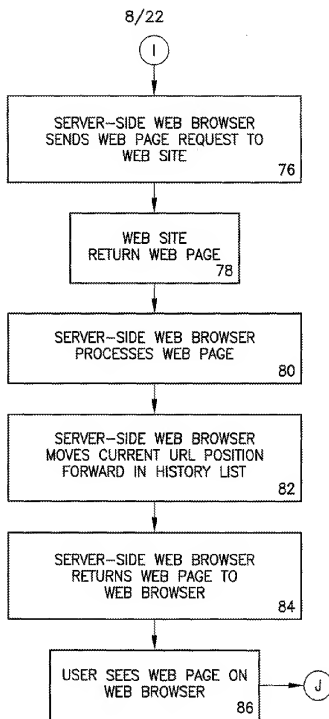 8/22
I
SERVER-SIDE WEB BROWSER
SENDS WEB PAGE REQUEST TO
WEB SITE
76
WEB SITE
RETURN WEB PAGE
78
SERVER-SIDE WEB BROWSER
PROCESSES WEB PAGE
80
SERVER-SIDE WEB BROWSER
MOVES CURRENT URL POSITION
FORWARD IN HISTORY LIST
82
SERVER-SIDE WEB BROWSER
RETURNS WEB PAGE TO
WEB BROWSER
84
USER SEES WEB PAGE ON
WEB BROWSER
86
J